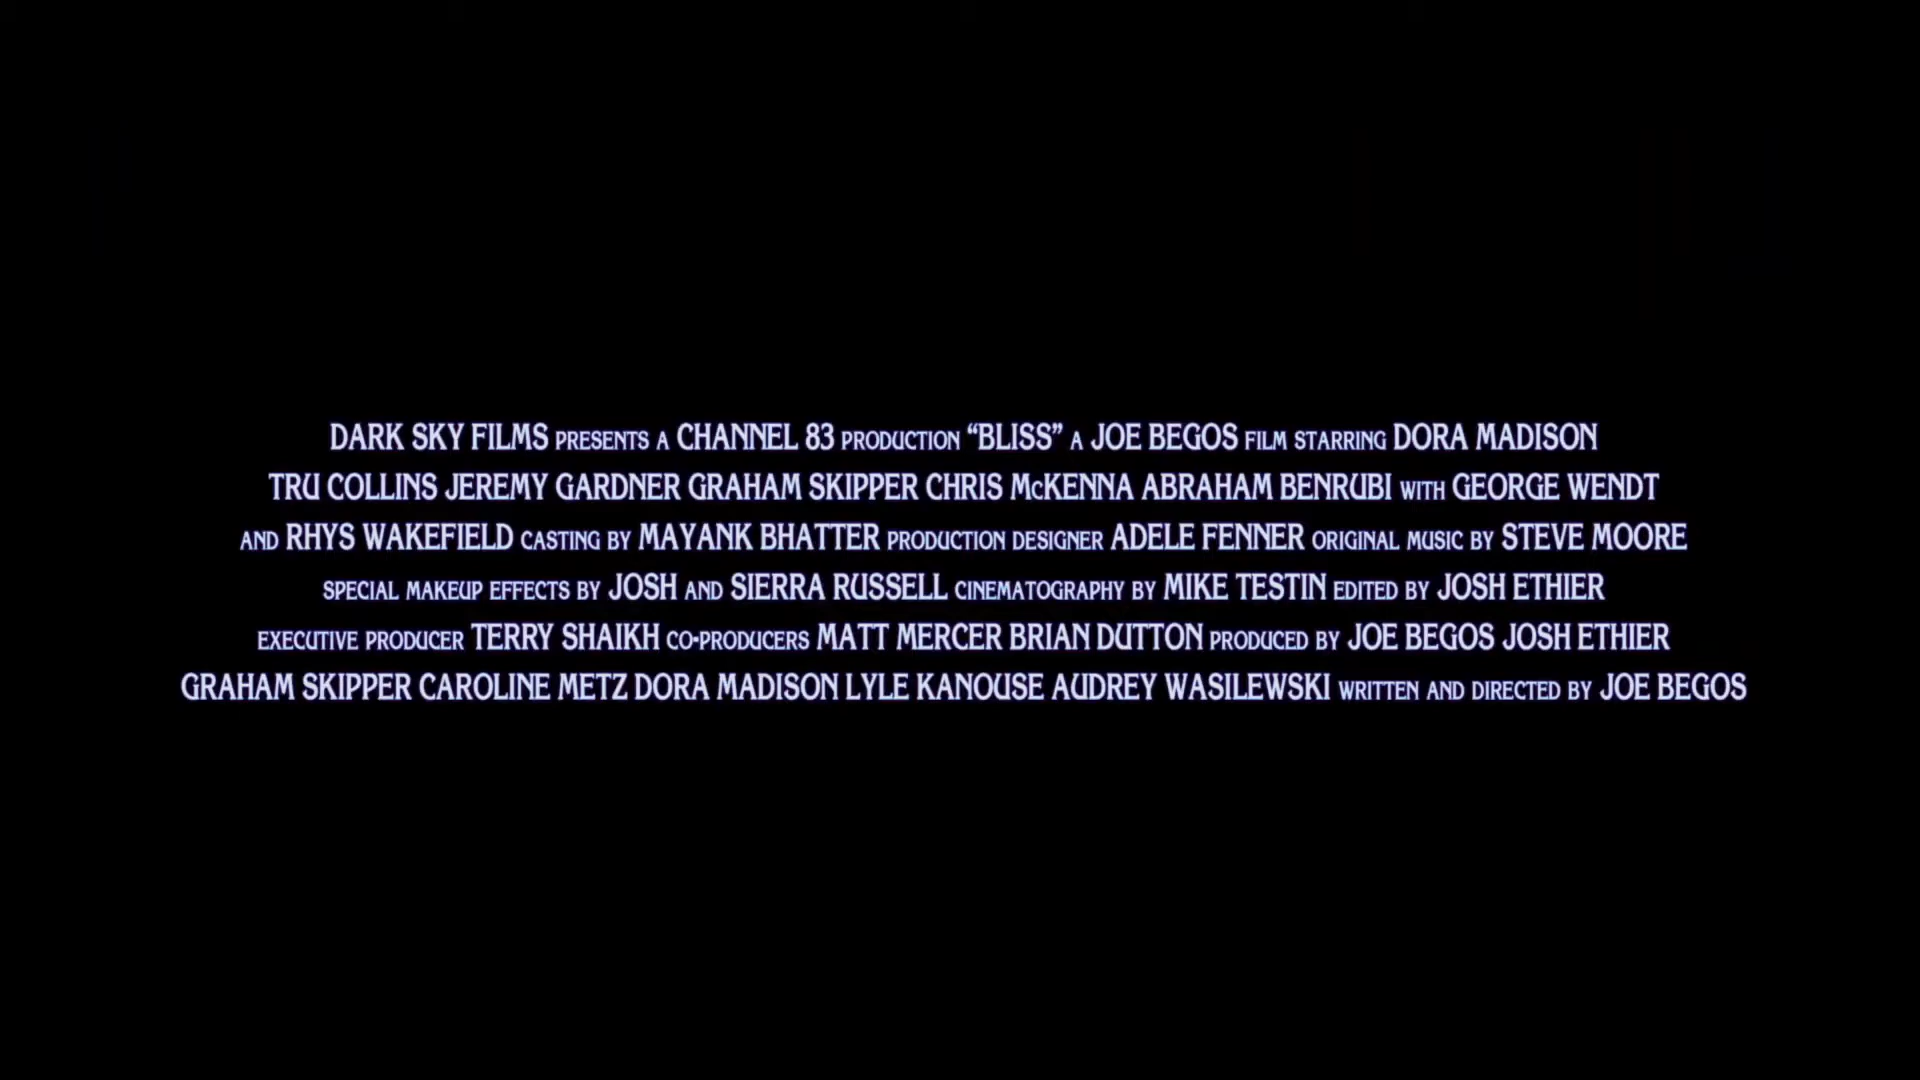 DARK SKY FILMS PRESENTS A CHANNEL 83 PRODUCTION “BLISS” A JOE BEGOS FILM STARRING DORA MADISON
TRU COLLINS JEREMY GARDNER GRAHAM SKIPPER CHRIS McKENNA ABRAHAM BENRUBI WITH GEORGE WENDT
AND RHYS WAKEFIELD CASTING BY MAYANK BHATTER PRODUCTION DESIGNER ADELE FENNER ORIGINAL MUSIC BY STEVE MOORE
SPECIAL MAKEUP EFFECTS BY JOSH AND SIERRA RUSSELL CINEMATOGRAPHY BY MIKE TESTIN EDITED BY JOSH ETHIER
EXECUTIVE PRODUCER TERRY SHAIKH CO-PRODUCERS MATT MERCER BRIAN DUTTON PRODUCED BY JOE BEGOS JOSH ETHIER
GRAHAM SKIPPER CAROLINE METZ DORA MADISON LYLE KANOUSE AUDREY WASILEWSKI WRITTEN AND DIRECTED BY JOE BEGOS